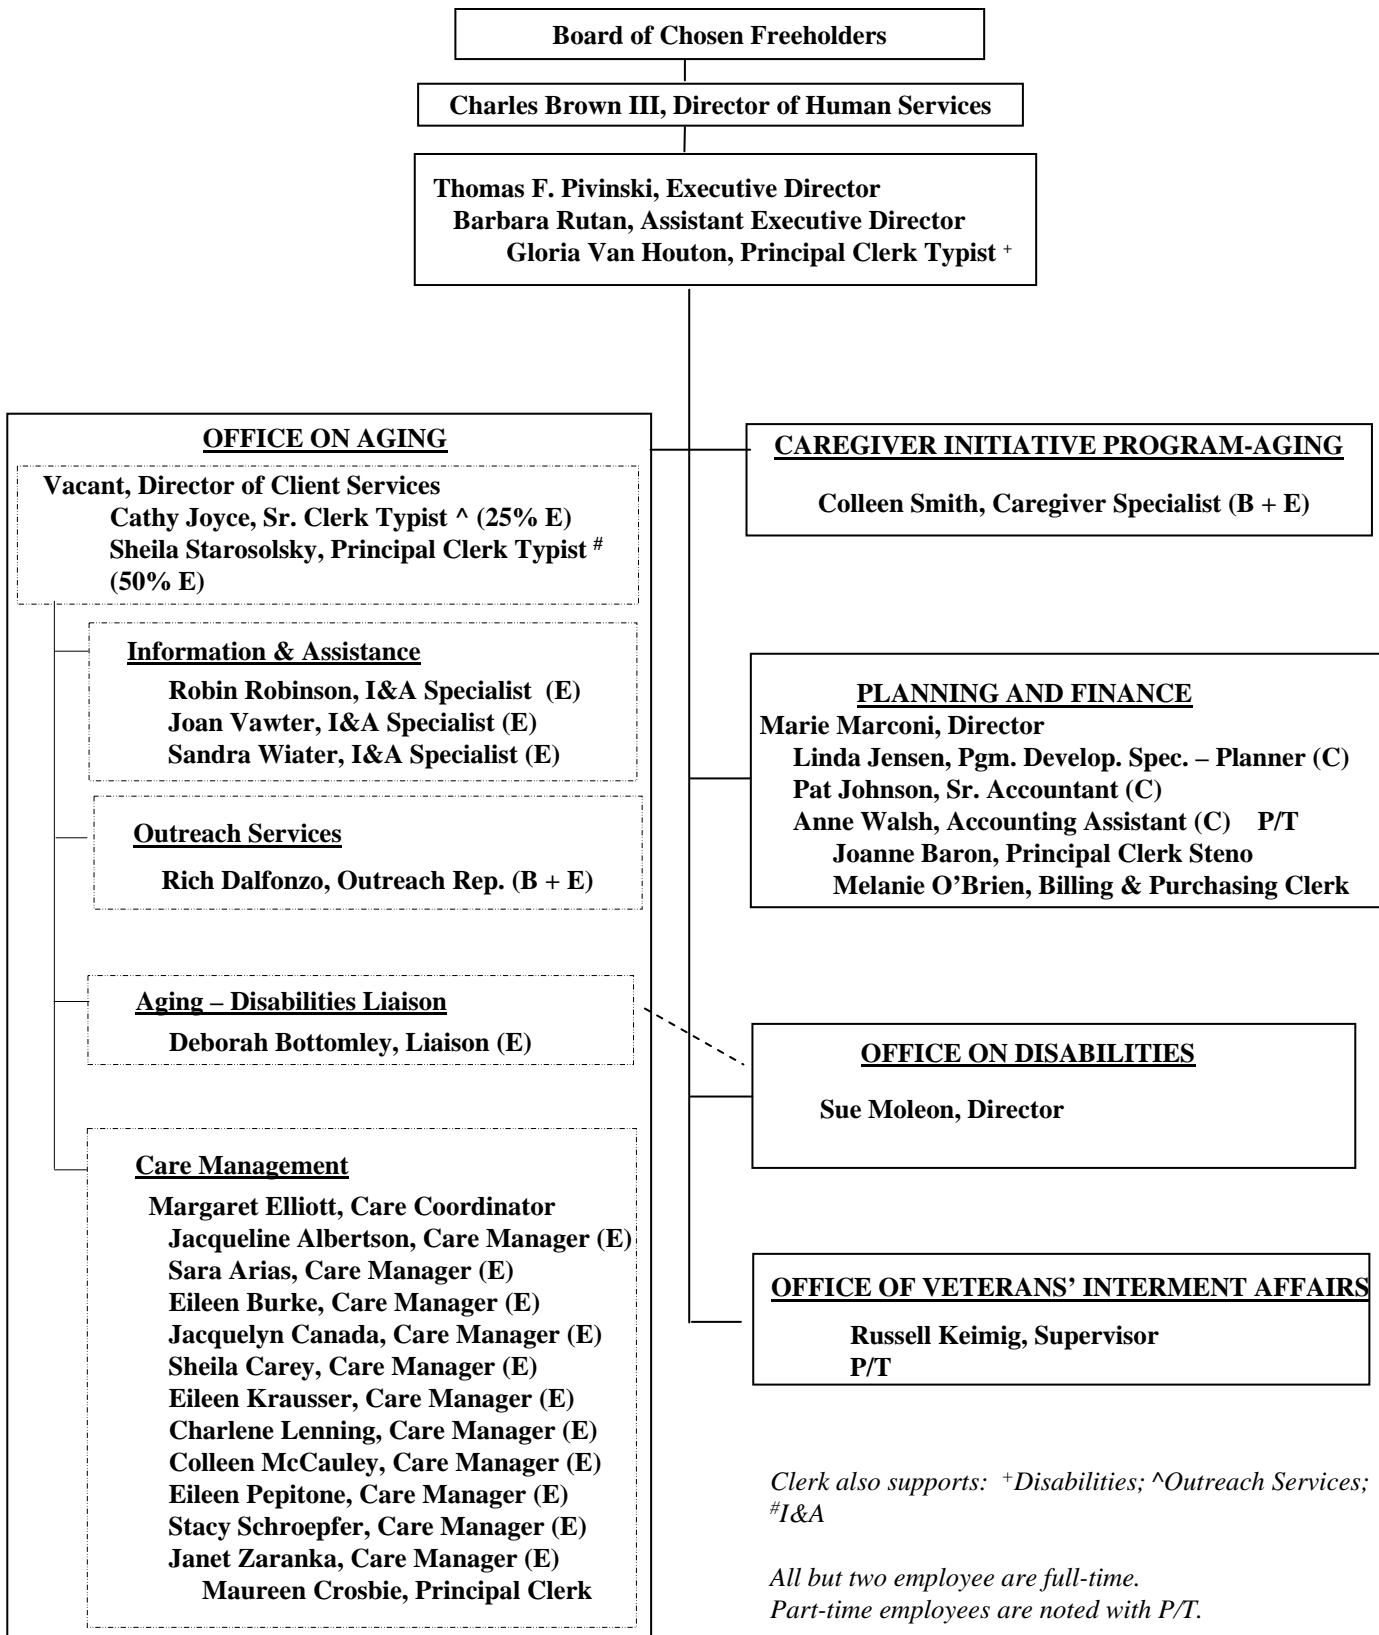 Board of Chosen Freeholders
Charles Brown III, Director of Human Services
Thomas F. Pivinski, Executive Director
Barbara Rutan, Assistant Executive Director
Gloria Van Houton, Principal Clerk Typist +
OFFICE ON AGING
Vacant, Director of Client Services
Cathy Joyce, Sr. Clerk Typist ^ (25% E)
Sheila Starosolsky, Principal Clerk Typist #
(50% E)
Information & Assistance
Robin Robinson, I&A Specialist (E)
Joan Vawter, I&A Specialist (E)
Sandra Wiater, I&A Specialist (E)
Outreach Services
Rich Dalfonzo, Outreach Rep. (B + E)
Aging – Disabilities Liaison
Deborah Bottomley, Liaison (E)
Care Management
Margaret Elliott, Care Coordinator
Jacqueline Albertson, Care Manager (E)
Sara Arias, Care Manager (E)
Eileen Burke, Care Manager (E)
Jacquelyn Canada, Care Manager (E)
Sheila Carey, Care Manager (E)
Eileen Krausser, Care Manager (E)
Charlene Lenning, Care Manager (E)
Colleen McCauley, Care Manager (E)
Eileen Pepitone, Care Manager (E)
Stacy Schroepfer, Care Manager (E)
Janet Zaranka, Care Manager (E)
Maureen Crosbie, Principal Clerk
CAREGIVER INITIATIVE PROGRAM-AGING
Colleen Smith, Caregiver Specialist (B + E)
PLANNING AND FINANCE
Marie Marconi, Director
Linda Jensen, Pgm. Develop. Spec. – Planner (C)
Pat Johnson, Sr. Accountant (C)
Anne Walsh, Accounting Assistant (C) P/T
Joanne Baron, Principal Clerk Steno
Melanie O’Brien, Billing & Purchasing Clerk
OFFICE ON DISABILITIES
Sue Moleon, Director
OFFICE OF VETERANS’ INTERMENT AFFAIRS
Russell Keimig, Supervisor
P/T
Clerk also supports: +Disabilities; ^Outreach Services;
#I&A
All but two employee are full-time.
Part-time employees are noted with P/T.